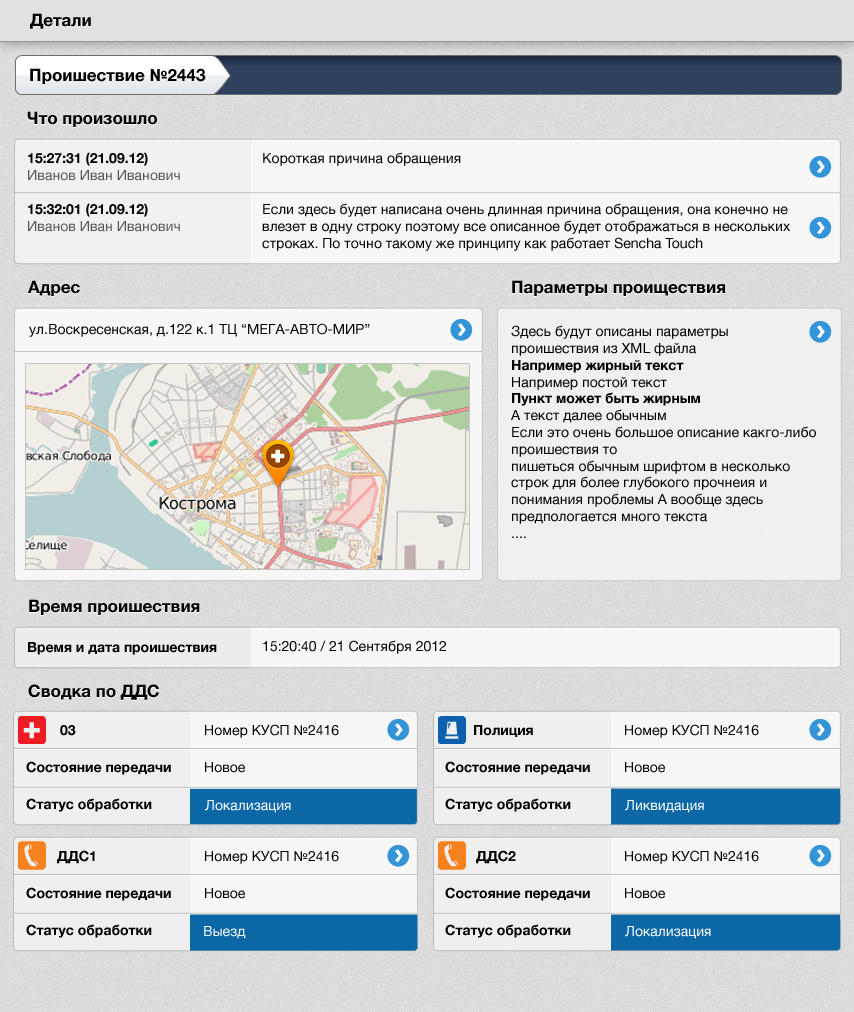 Детали
Проишествие №2443
Что произошло
15:27:31 (21.09.12)
Иванов Иван Иванович
Короткая причина обращения
15:32:01 (21.09.12)
Иванов Иван Иванович
Если здесь будет написана очень длинная причина обращения, она конечно не
влезет в одну строку поэтому все описанное будет отображаться в нескольких
строках. По точно такому же принципу как работает Sencha Touch
Адрес
ул.Воскресенская, д.122 к.1 ТЦ “МЕГА-АВТО-МИР”
вская Слобода
Кострома
Селище
Параметры проиществия
Здесь будут описаны параметры
проишествия из XML файла
Например жирный текст
Например постой текст
Пункт может быть жирным
А текст далее обычным
Если это очень большое описание какго-либо
проишествия то
пишеться обычным шрифтом в несколько
строк для более глубокого прочнеия и
понимания проблемы А вообще здесь
предпологается много текста
....
Время проишествия
Время и дата проишествия
15:20:40 / 21 Сентября 2012
Сводка по ДДС
03
Номер КУСП №2416
Состояние передачи
Новое
Статус обработки
Локализация
Полиция
Номер КУСП №2416
Состояние передачи
Новое
Статус обработки
Ликвидация
ДДС1
Номер КУСП №2416
Состояние передачи
Новое
Статус обработки
Выезд
ДДС2
Номер КУСП №2416
Состояние передачи
Новое
Статус обработки
Локализация